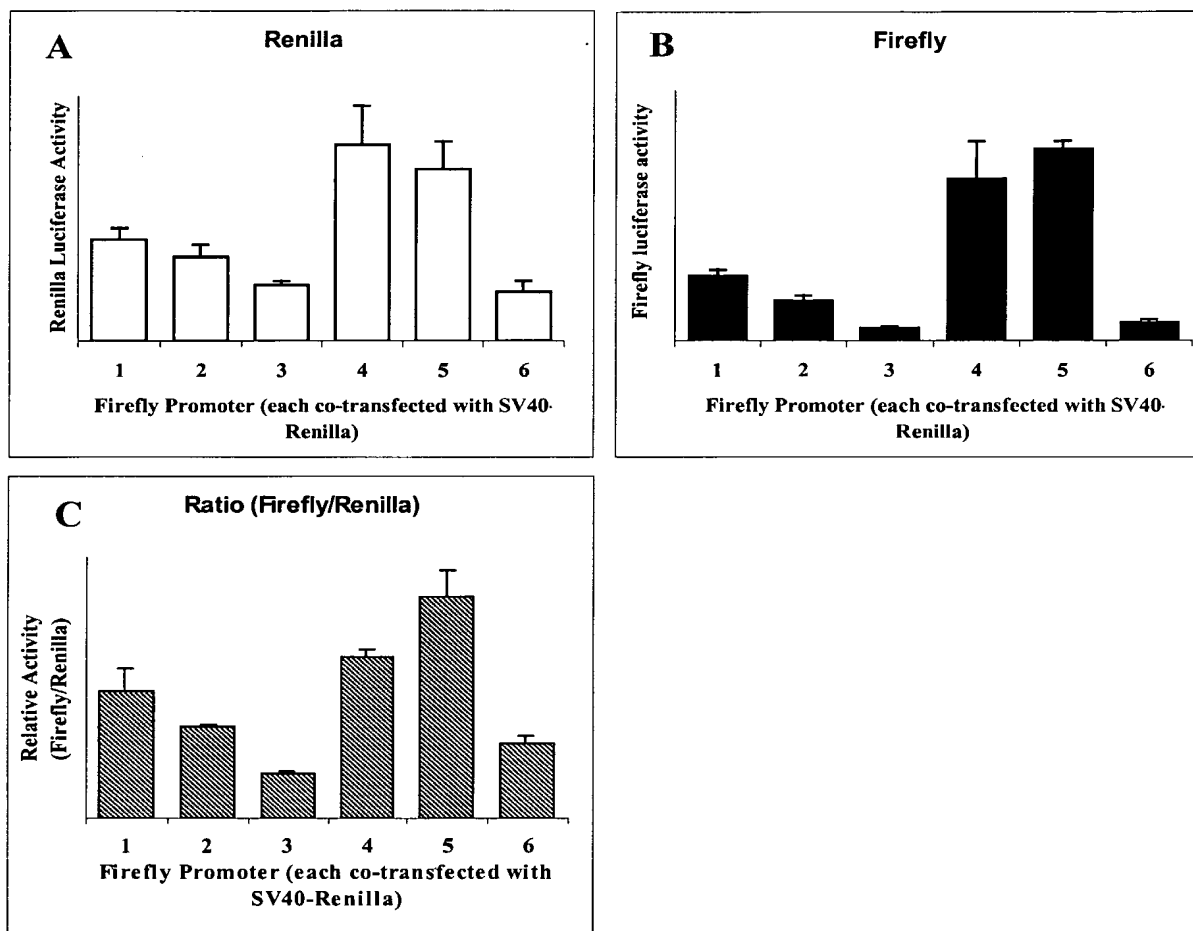 A
Renilla
Renilla Luciferase Activity
1 2 3 4 5 6
Firefly Promoter (each co-transfected with SV40-
Renilla)
B
Firefly
Firefly luciferase activity
1 2 3 4 5 6
Firefly Promoter (each co-transfected with SV40-
Renilla)
C
Ratio (Firefly/Renilla)
Relative Activity
(Firefly/Renilla)
1 2 3 4 5 6
Firefly Promoter (each co-transfected with
SV40-Renilla)